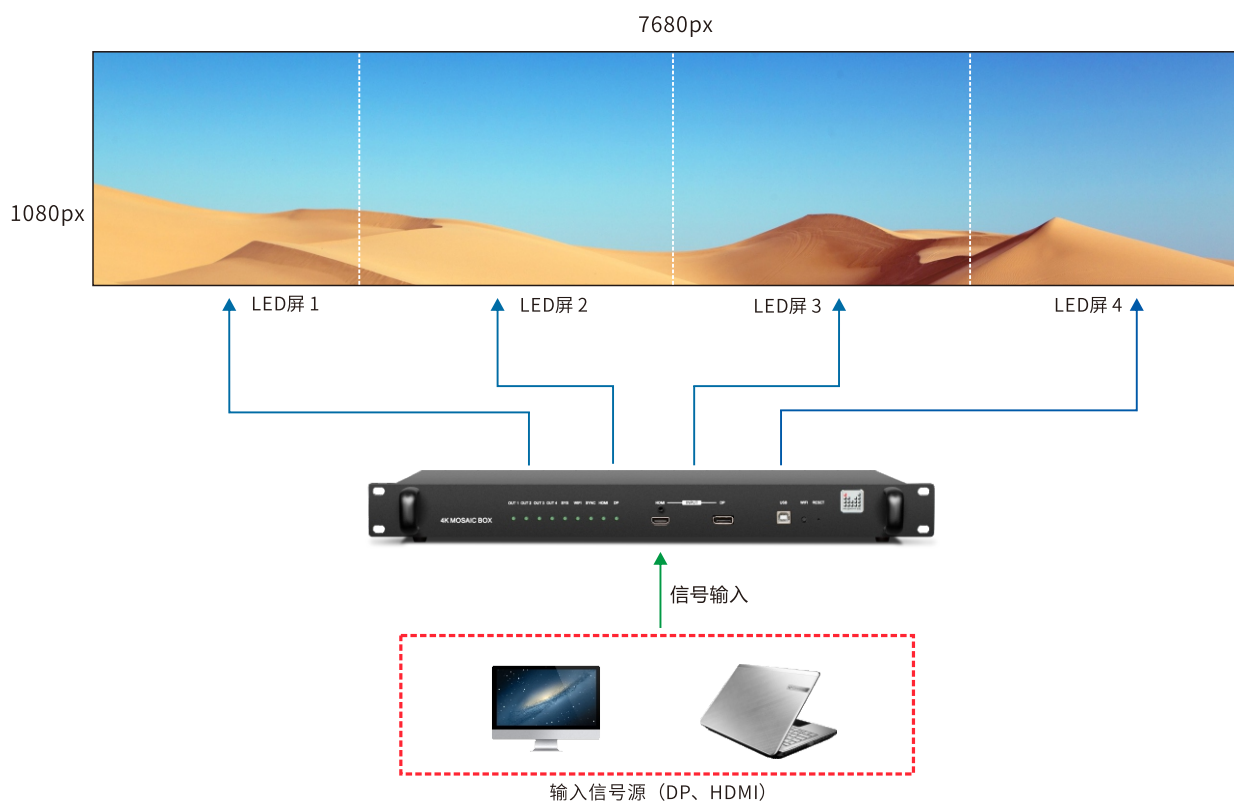 7680px
1080px
LED屏 1
LED屏 2
LED屏 3
LED屏 4
OUT 1 OUT 2 OUT 3 OUT 4 SYS WIFI SYNC HDMI DP
HDMI INPUT DP
USB WIFI RESET
4K MOSAIC BOX
信号输入
输入信号源（DP、HDMI）